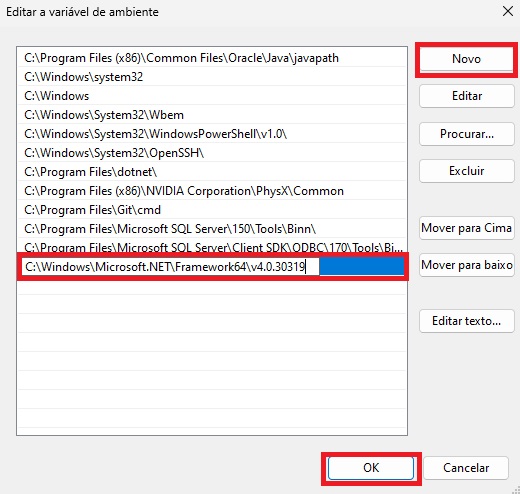 Editar a variável de ambiente
C:\Program Files (x86)\Common Files\Oracle\Java\javapath
C:\Windows\system32
C:\Windows
C:\Windows\System32\Wbem
C:\Windows\System32\WindowsPowerShell\v1.0\
C:\Windows\System32\OpenSSH\
C:\Program Files\dotnet\
C:\Program Files (x86)\NVIDIA Corporation\PhysX\Common
C:\Program Files\Git\cmd
C:\Program Files\Microsoft SQL Server\150\Tools\Binn\
C:\Program Files\Microsoft SQL Server\Client SDK\ODBC\170\Tools\Bi...
C:\Windows\Microsoft.NET\Framework64\v4.0.30319
Novo
Editar
Procurar...
Excluir
Mover para Cima
Mover para baixo
Editar texto...
OK
Cancelar